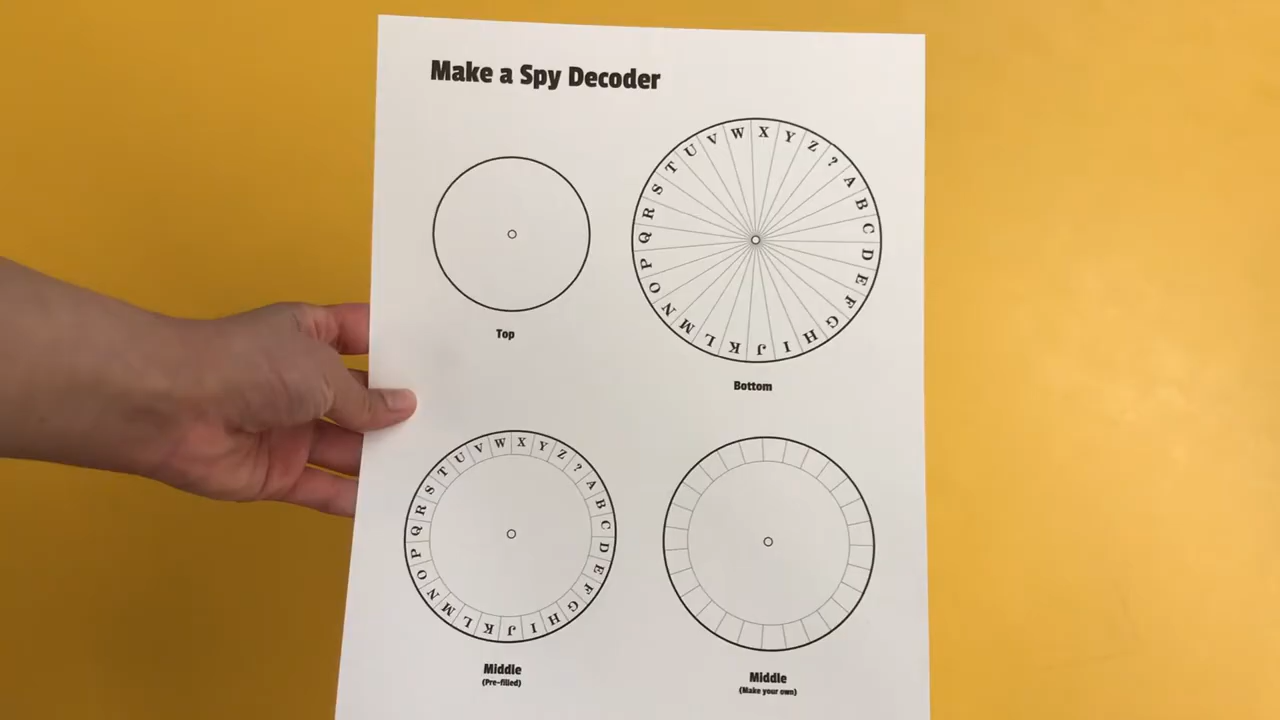 Make a Spy Decoder
A B C D E F G H I J K L M N O P Q R S T U V W X Y Z ?
Top
Bottom
A B C D E F G H I J K L M N O P Q R S T U V W X Y Z ?
Middle
(Pre-filled)
Middle
(Make your own)